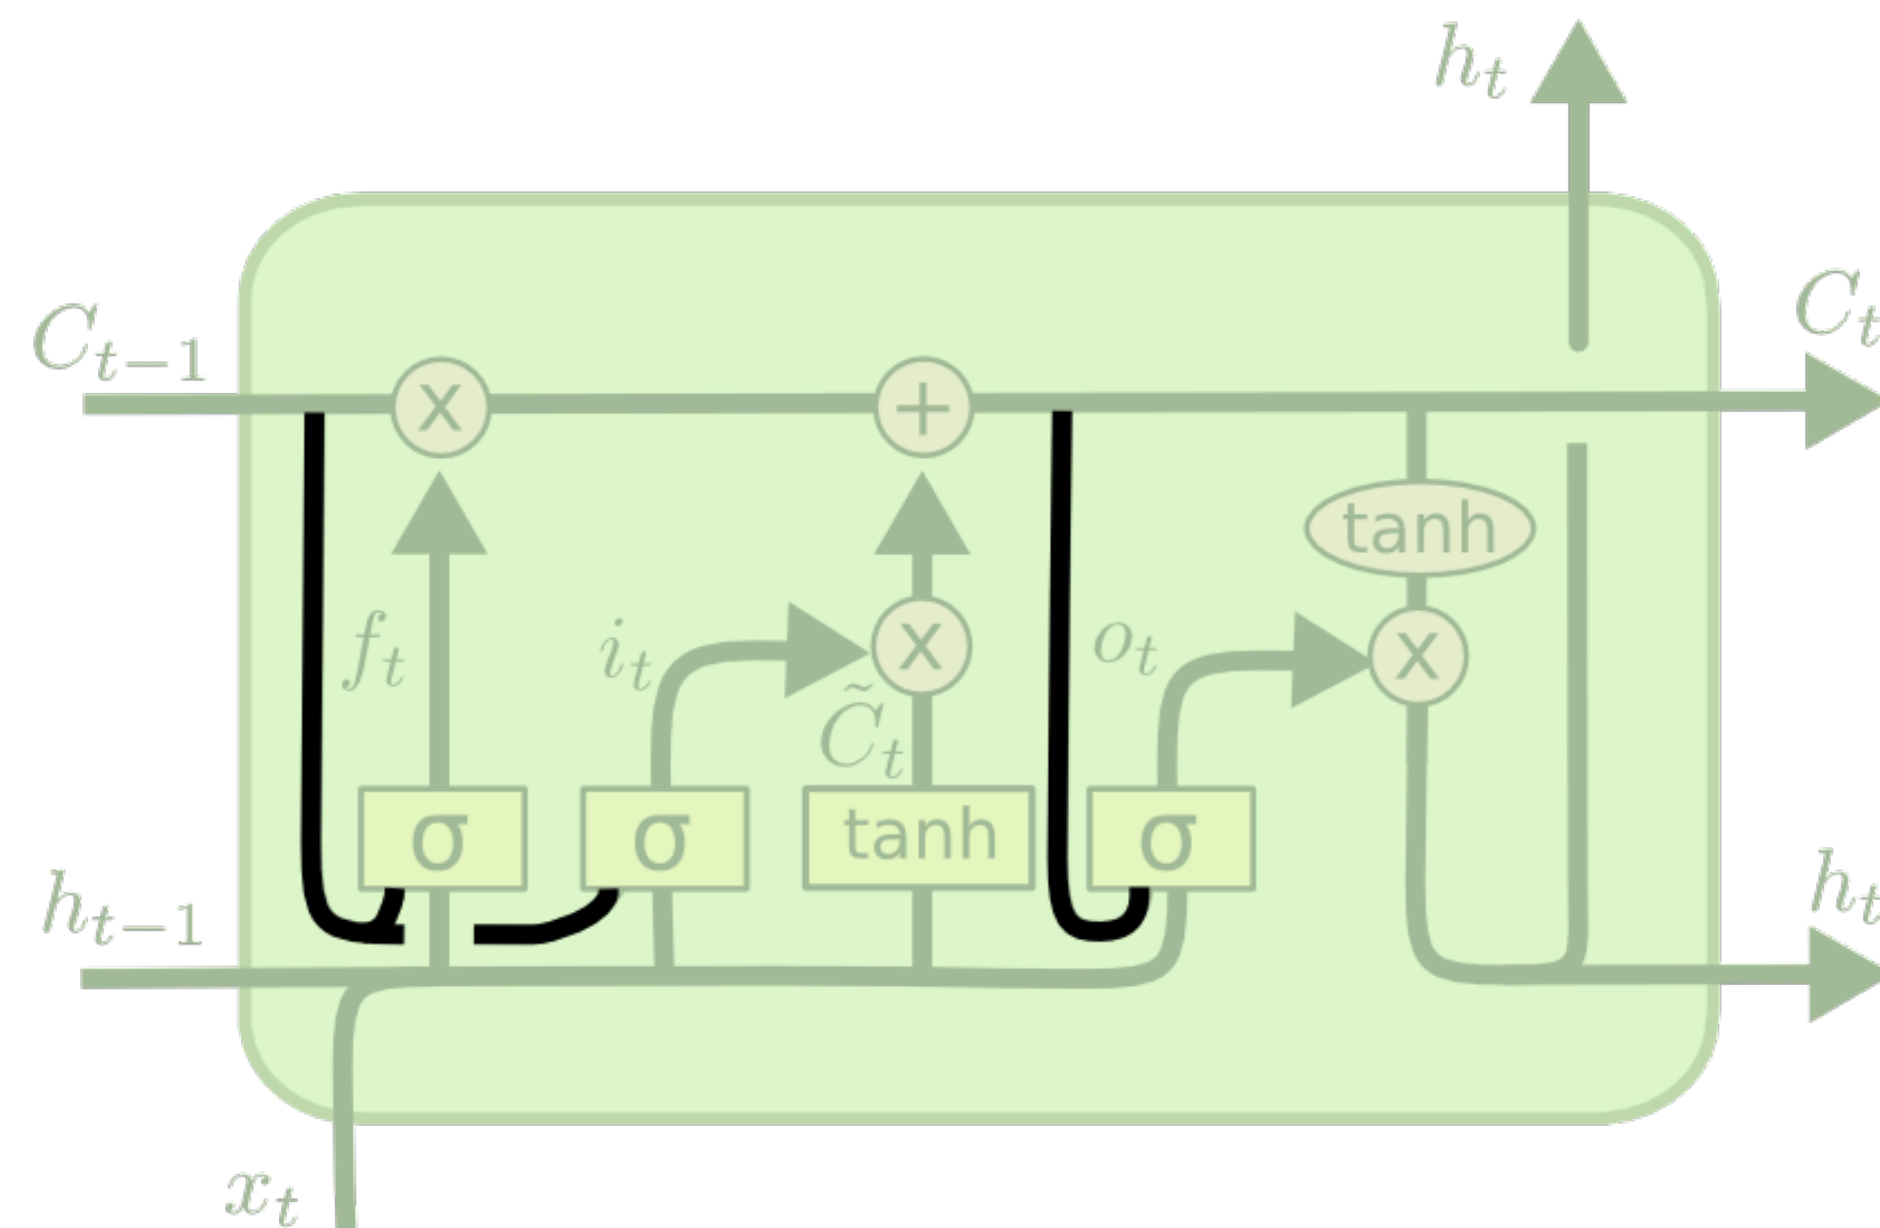 h_t
C_{t-1}
C_t
x
+
tanh
f_t
i_t
x
o_t
x
C̃_t
σ
σ
tanh
σ
h_{t-1}
h_t
x_t